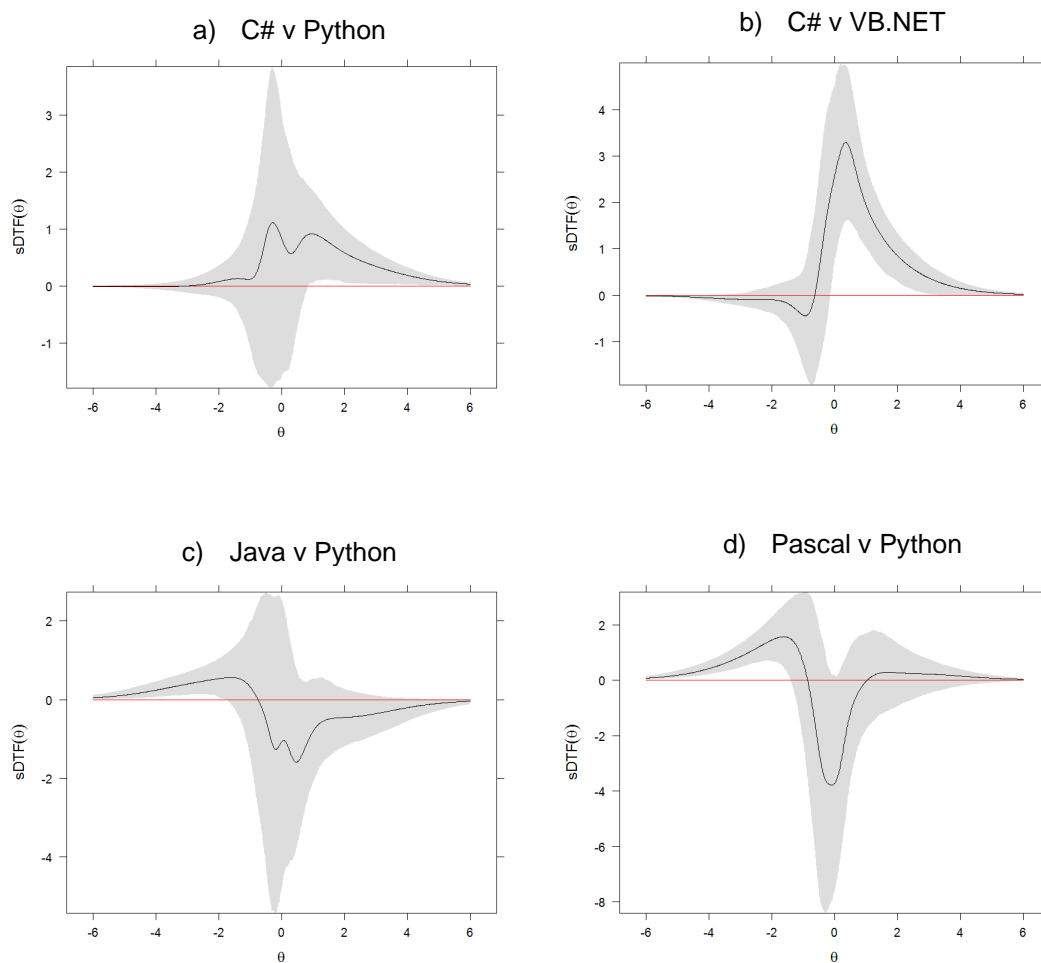 a) C# v Python
b) C# v VB.NET
sDTF(θ)
3
2
1
0
-1
-6 -4 -2 0 2 4 6
θ
sDTF(θ)
4
3
2
1
0
-1
-6 -4 -2 0 2 4 6
θ
c) Java v Python
d) Pascal v Python
sDTF(θ)
2
0
-2
-4
-6 -4 -2 0 2 4 6
θ
sDTF(θ)
2
0
-2
-4
-6
-8
-6 -4 -2 0 2 4 6
θ